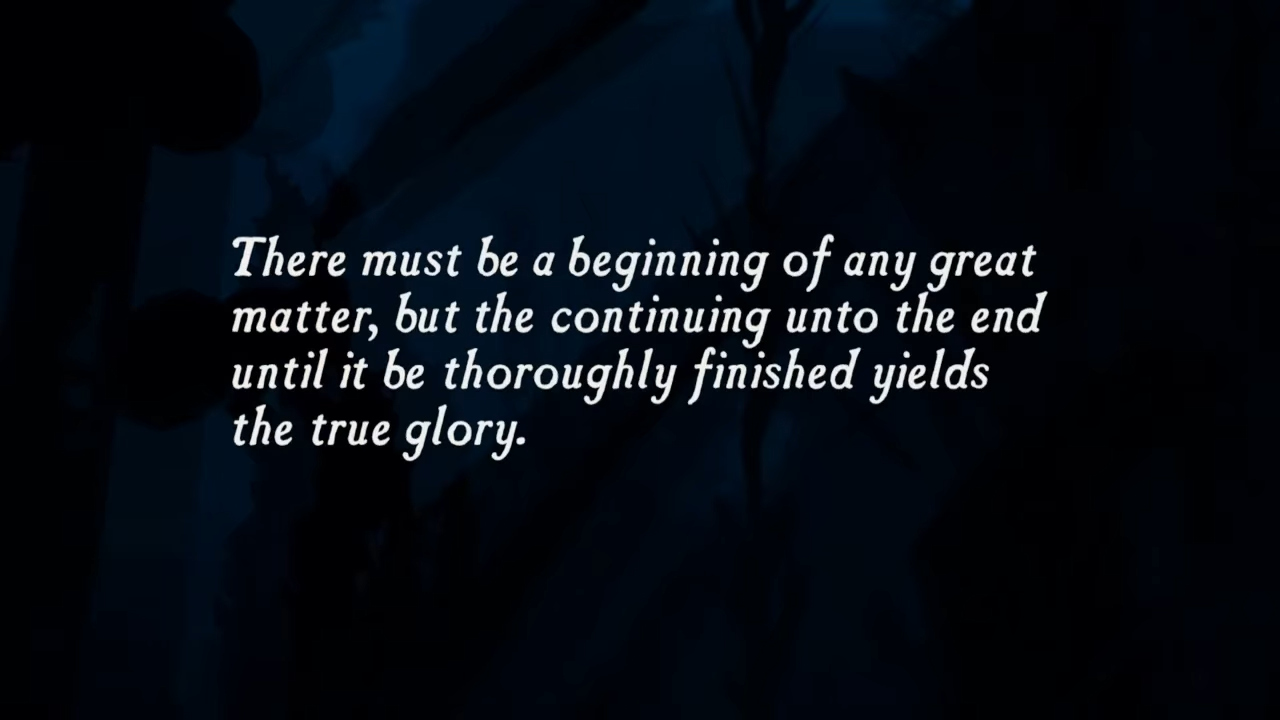 There must be a beginning of any great
matter, but the continuing unto the end
until it be thoroughly finished yields
the true glory.